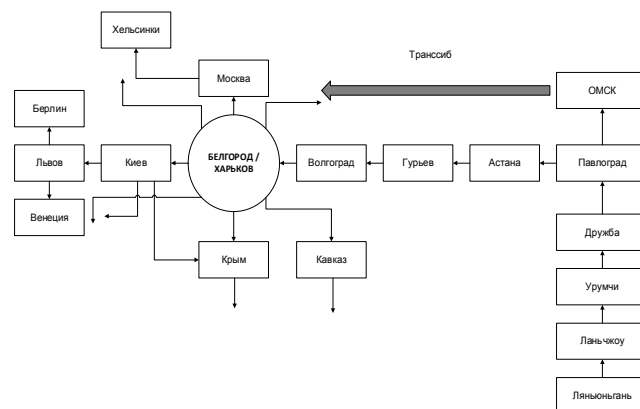 Хельсинки
Транссиб
Москва
ОМСК
Берлин
БЕЛГОРОД /
ХАРЬКОВ
Львов
Киев
Волгоград
Гурьев
Астана
Павлоград
Венеция
Дружба
Крым
Кавказ
Урумчи
Ланьчжоу
Ляньюньгань